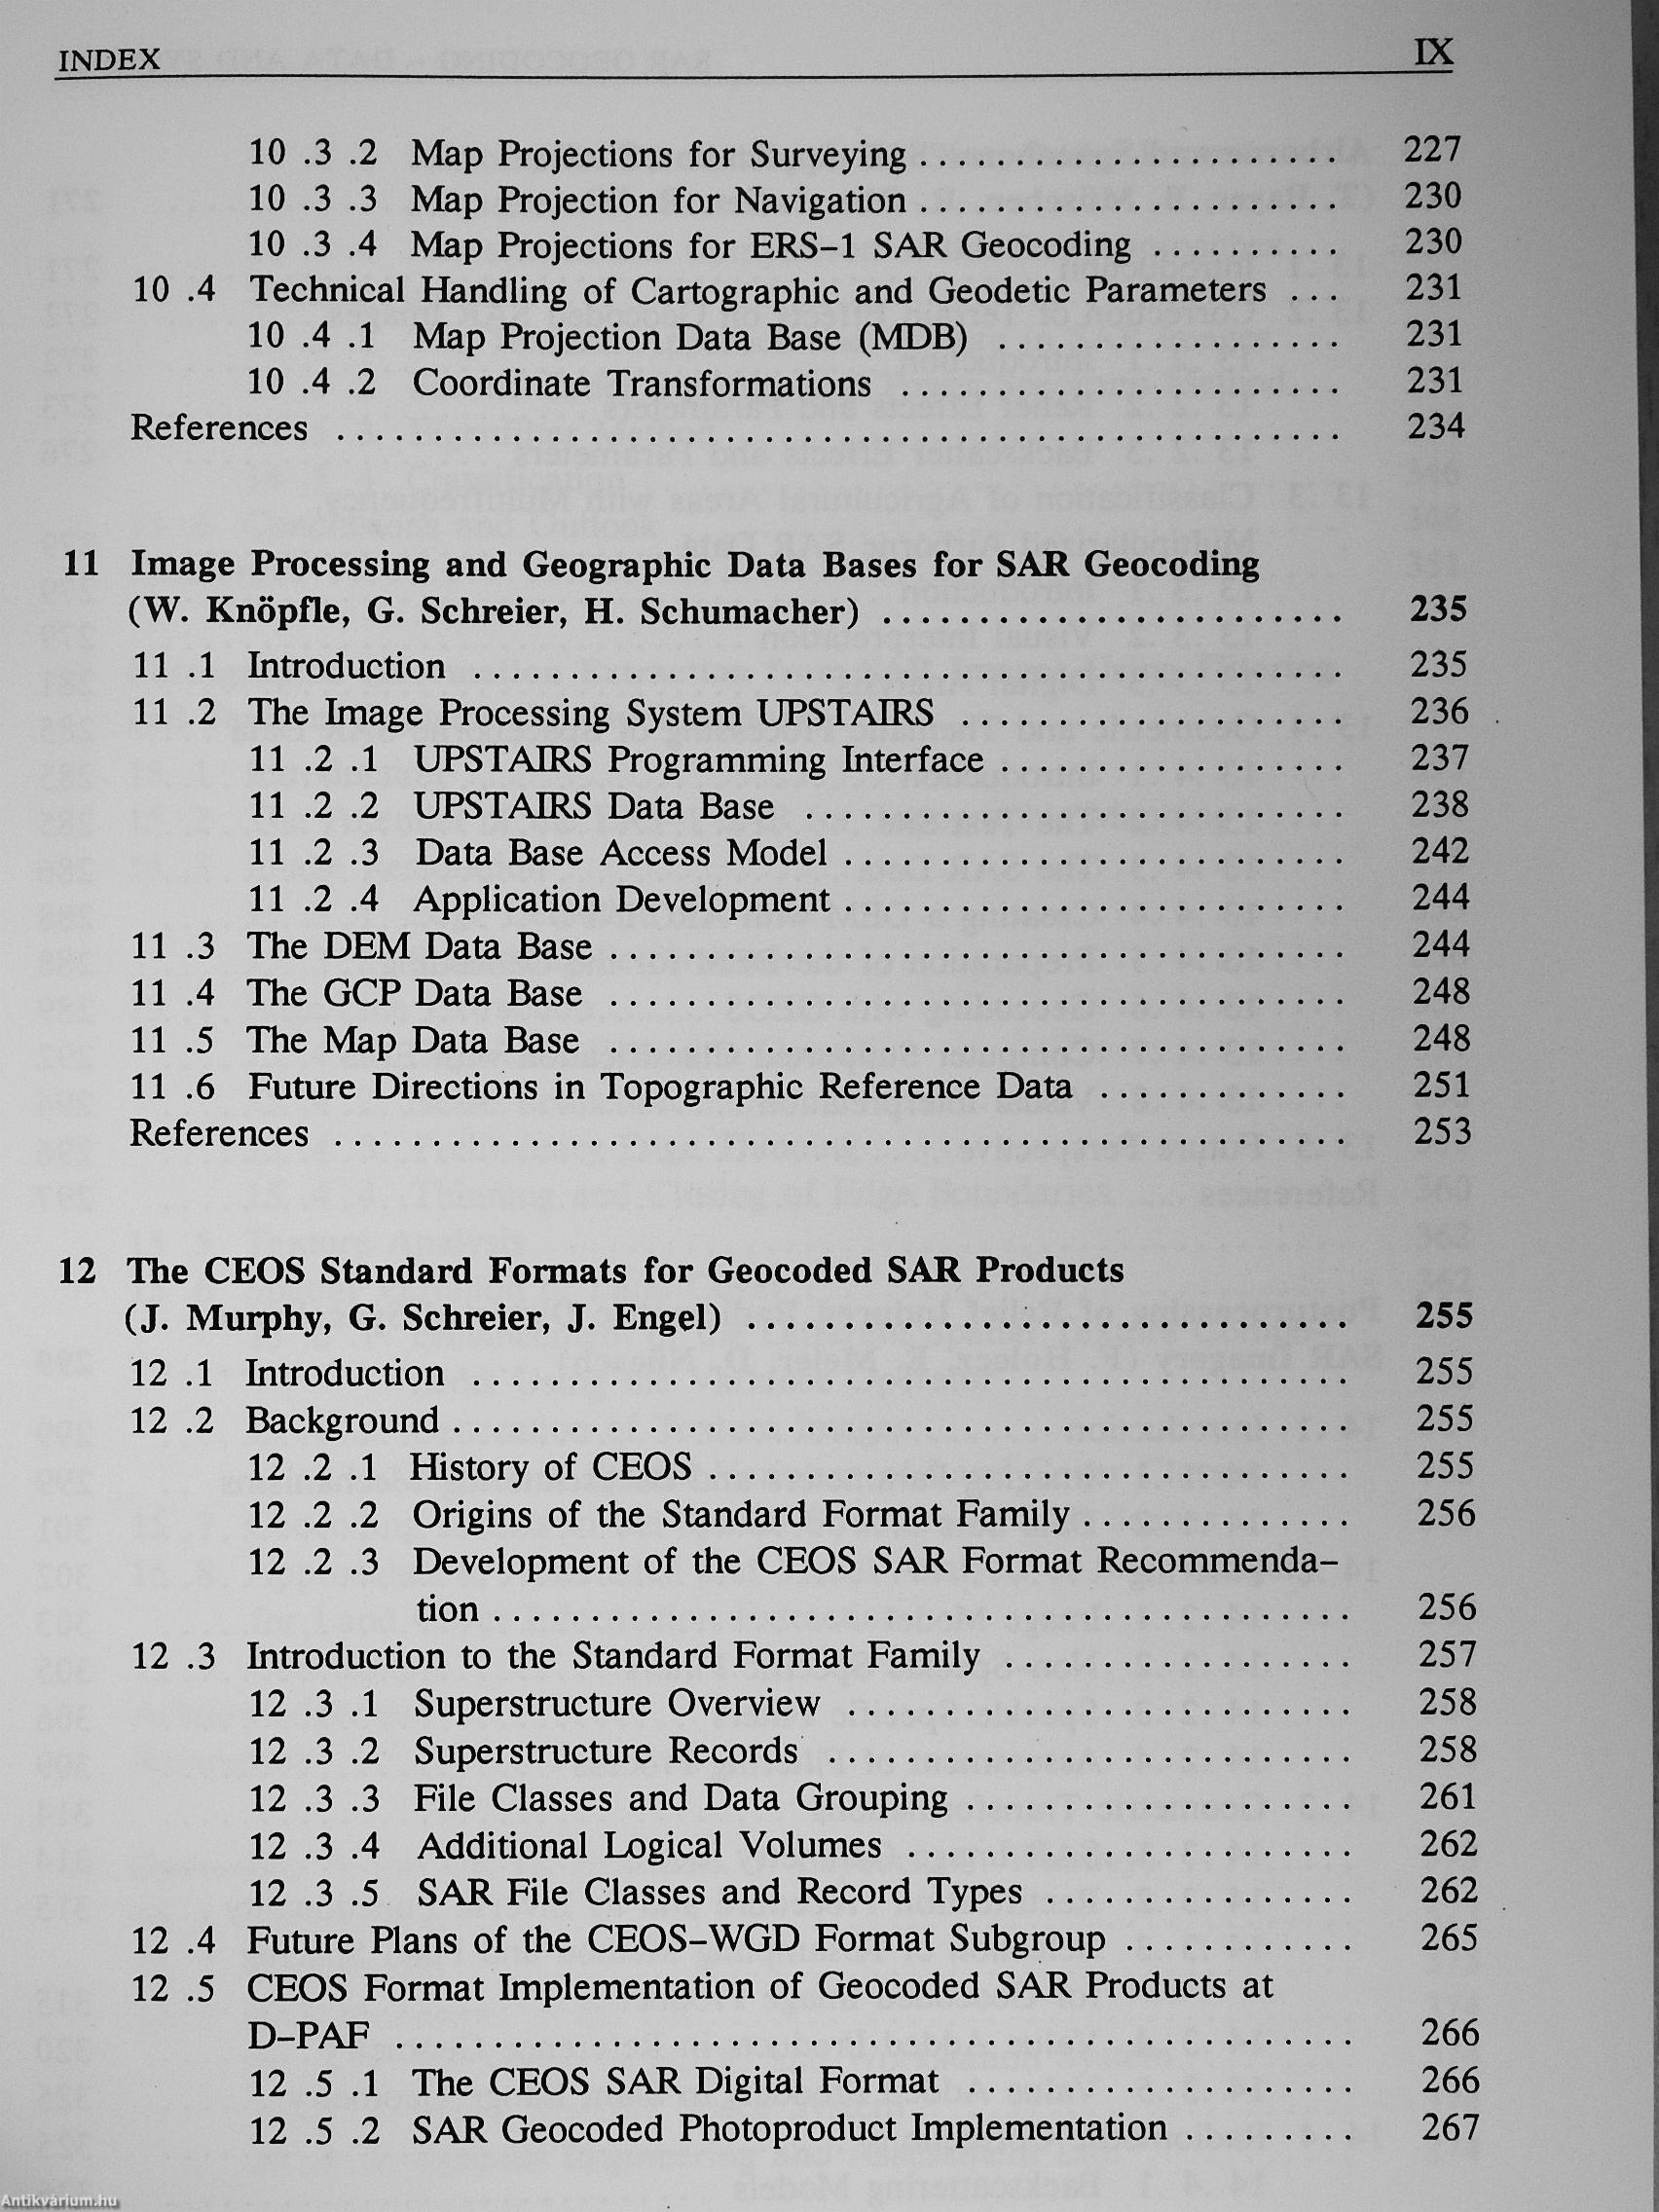 INDEX IX
10 .3 .2 Map Projections for Surveying ...................... 227
10 .3 .3 Map Projection for Navigation ...................... 230
10 .3 .4 Map Projections for ERS-1 SAR Geocoding .......... 230
10 .4 Technical Handling of Cartographic and Geodetic Parameters ... 231
10 .4 .1 Map Projection Data Base (MDB) .................. 231
10 .4 .2 Coordinate Transformations ....................... 231
References .................................................... 234
11 Image Processing and Geographic Data Bases for SAR Geocoding
(W. Knöpfle, G. Schreier, H. Schumacher) ........................ 235
11 .1 Introduction ............................................. 235
11 .2 The Image Processing System UPSTAIRS .................... 236
11 .2 .1 UPSTAIRS Programming Interface .................. 237
11 .2 .2 UPSTAIRS Data Base ............................ 238
11 .2 .3 Data Base Access Model .......................... 242
11 .2 .4 Application Development .......................... 244
11 .3 The DEM Data Base ...................................... 244
11 .4 The GCP Data Base ...................................... 248
11 .5 The Map Data Base ...................................... 248
11 .6 Future Directions in Topographic Reference Data ............. 251
References .................................................... 253
12 The CEOS Standard Formats for Geocoded SAR Products
(J. Murphy, G. Schreier, J. Engel) ............................... 255
12 .1 Introduction ............................................. 255
12 .2 Background ............................................... 255
12 .2 .1 History of CEOS ................................. 255
12 .2 .2 Origins of the Standard Format Family .............. 256
12 .2 .3 Development of the CEOS SAR Format Recommenda-
tion ............................................. 256
12 .3 Introduction to the Standard Format Family .................. 257
12 .3 .1 Superstructure Overview .......................... 258
12 .3 .2 Superstructure Records ........................... 258
12 .3 .3 File Classes and Data Grouping .................... 261
12 .3 .4 Additional Logical Volumes ....................... 262
12 .3 .5 SAR File Classes and Record Types ................ 262
12 .4 Future Plans of the CEOS-WGD Format Subgroup ............ 265
12 .5 CEOS Format Implementation of Geocoded SAR Products at
D-PAF .................................................. 266
12 .5 .1 The CEOS SAR Digital Format .................... 266
12 .5 .2 SAR Geocoded Photoproduct Implementation ......... 267
Antikvárium.hu